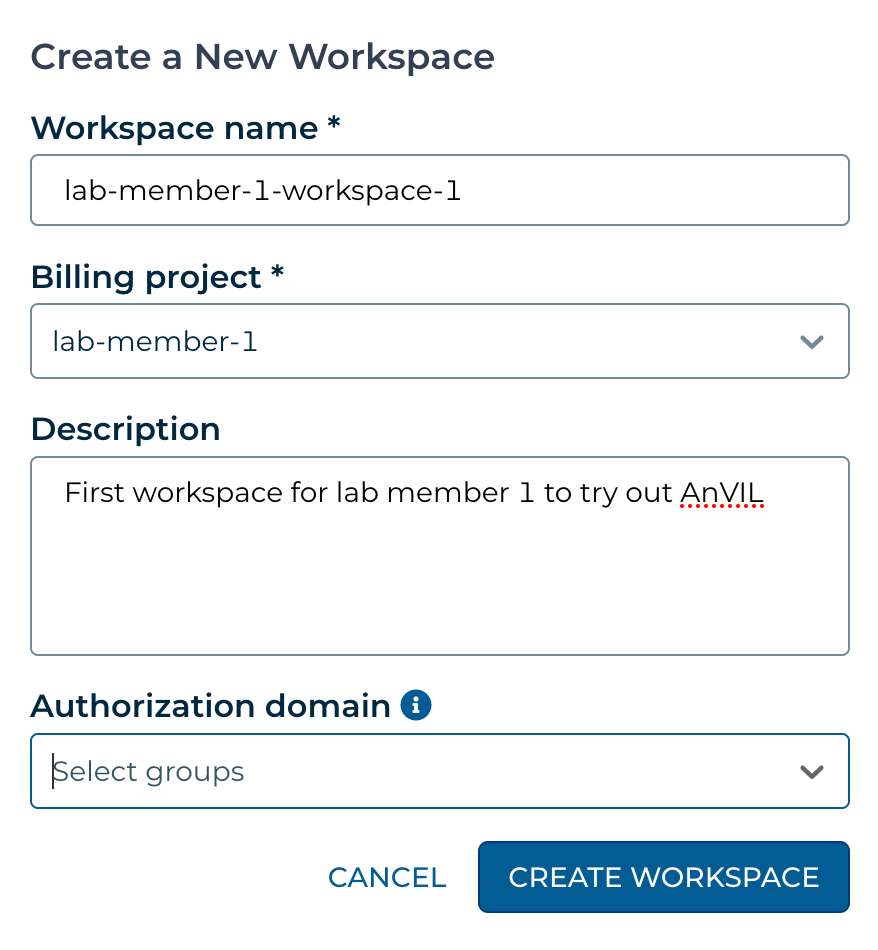 Create a New Workspace
Workspace name *
lab-member-1-workspace-1
Billing project *
lab-member-1
Description
First workspace for lab member 1 to try out AnVIL
Authorization domain
Select groups
CANCEL
CREATE WORKSPACE